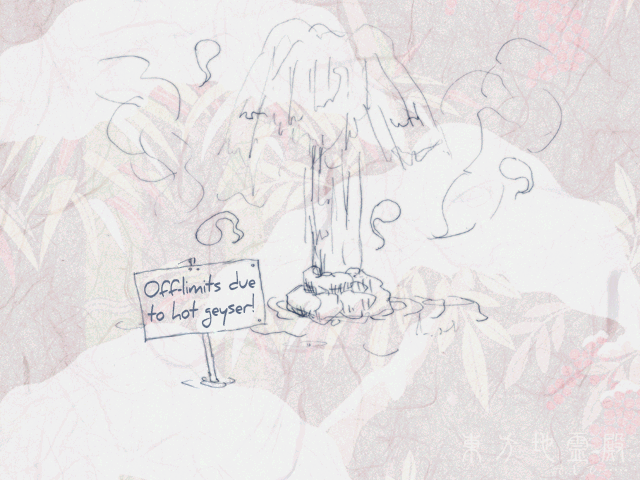 Off-limits due
to hot geyser!
東方地霊殿